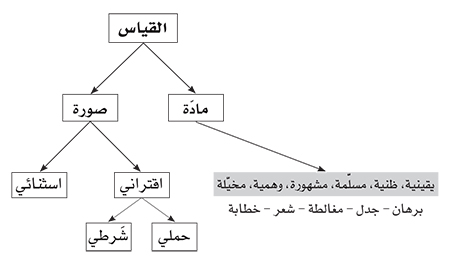 القياس
مادّة
صورة
يقينية، ظنية، مسلّمة، مشهورة، وهمية، مخيّلة
برهان – جدل – مغالطة – شعر – خطابة
اقتراني
استثنائي
حملي
شَرطي